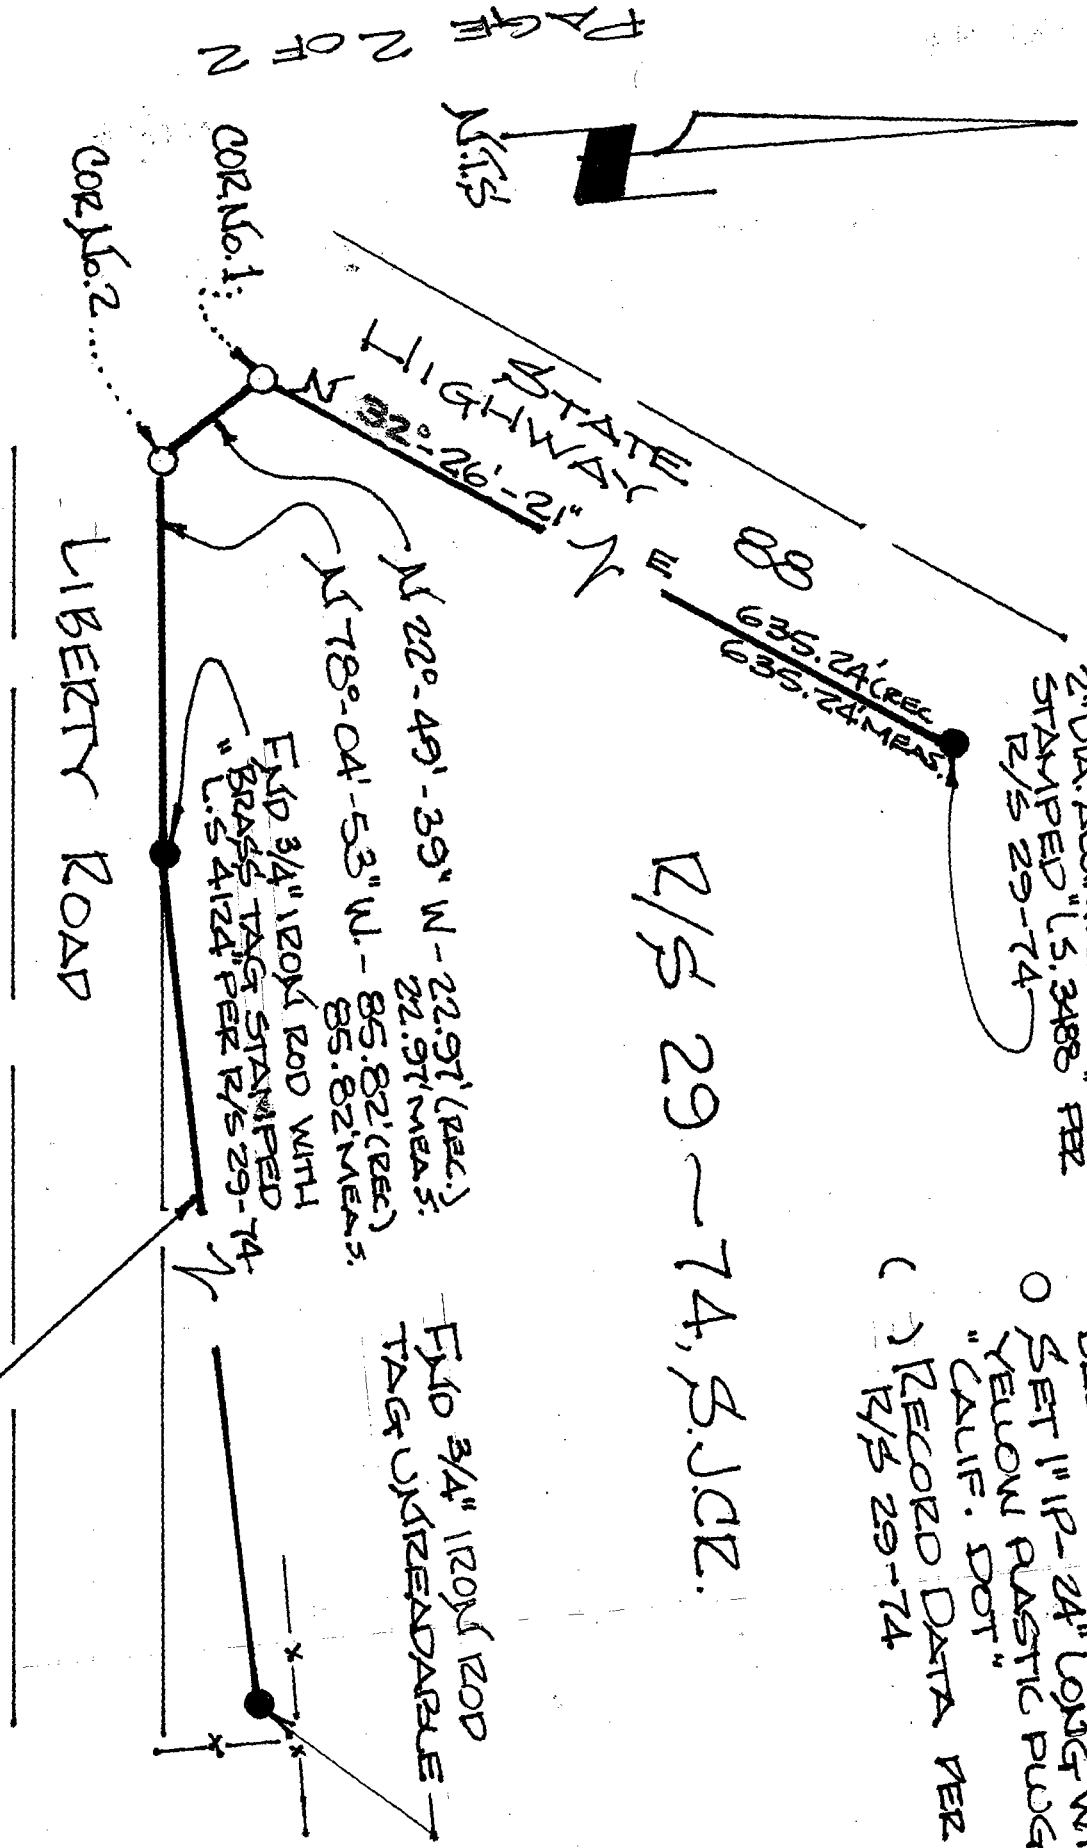 PAGE 2 OF 2
N.T.S
COR. No. 1
COR. No. 2
STATE
HIGHWAY 88
N 32°-26'-21" E
635.24'(REC
635.24'MEAS.
STAMPED "LS. 3488" PER
R/S 29-74
R/S 29-74, S.J.C.R.
SET 1" IP-24" LONG
YELLOW PLASTIC PLUG
"CALIF. DOT"
( ) RECORD DATA PER
R/S 29-74
N 22°-49'-39" W - 22.97'(REC.)
22.97'MEAS.
N 78°-04'-53" W. - 85.82'(REC)
85.82'MEAS.
FND 3/4" IRON ROD WITH
BRASS TAG STAMPED
"L.S 4124" PER R/S 29-74
FND 3/4" IRON ROD
TAG UNREADABLE
LIBERTY ROAD